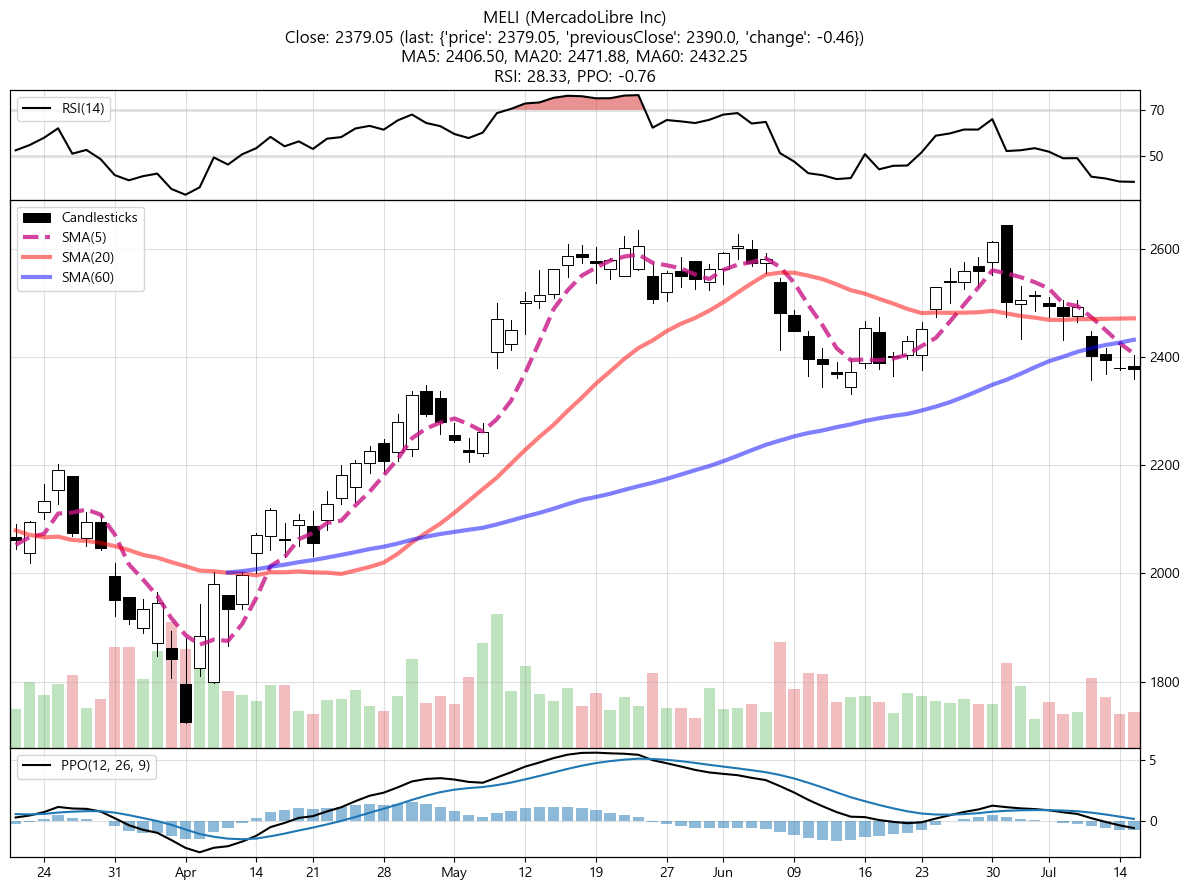 MELI (MercadoLibre Inc)
Close: 2379.05 (last: {'price': 2379.05, 'previousClose': 2390.0, 'change': -0.46})
MA5: 2406.50, MA20: 2471.88, MA60: 2432.25
RSI: 28.33, PPO: -0.76
RSI(14)
70
50
Candlesticks
SMA(5)
SMA(20)
SMA(60)
2600
2400
2200
2000
1800
PPO(12, 26, 9)
5
0
24 31 Apr 14 21 28 May 12 19 27 Jun 09 16 23 30 Jul 14